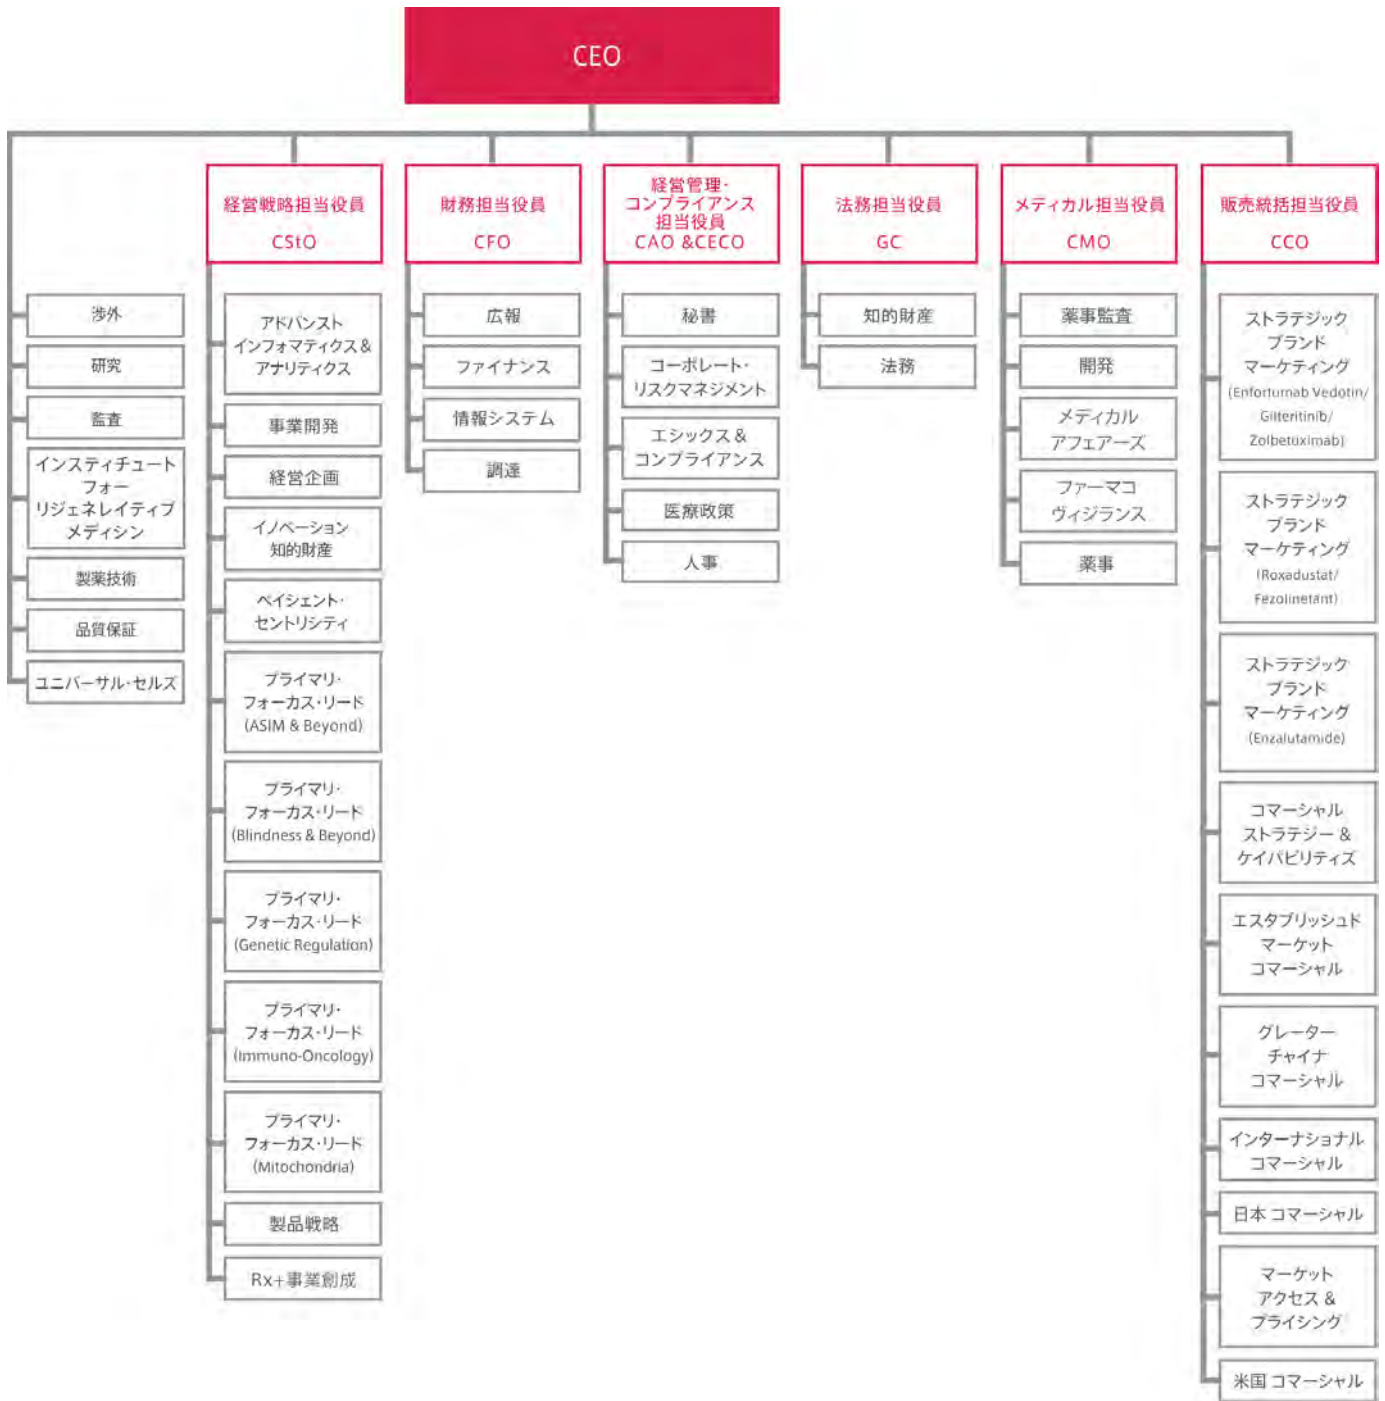 CEO
渉外
研究
監査
インスティチュート
フォー
リジェネレイティブ
メディシン
製薬技術
品質保証
ユニバーサル・セルズ
経営戦略担当役員
CStO
アドバンスト
インフォマティクス&
アナリティクス
事業開発
経営企画
イノベーション
知的財産
ペイシェント・
セントリシティ
プライマリ・
フォーカス・リード
(ASIM & Beyond)
プライマリ・
フォーカス・リード
(Blindness & Beyond)
プライマリ・
フォーカス・リード
(Genetic Regulation)
プライマリ・
フォーカス・リード
(Immuno-Oncology)
プライマリ・
フォーカス・リード
(Mitochondria)
製品戦略
Rx+事業創成
財務担当役員
CFO
広報
ファイナンス
情報システム
調達
経営管理・
コンプライアンス
担当役員
CAO &CECO
秘書
コーポレート・
リスクマネジメント
エシックス &
コンプライアンス
医療政策
人事
法務担当役員
GC
知的財産
法務
メディカル担当役員
CMO
薬事監査
開発
メディカル
アフェアーズ
ファーマコ
ヴィジランス
薬事
販売統括担当役員
CCO
ストラテジック
ブランド
マーケティング
(Enfortumab Vedotin/
Gilteritinib/
Zolbetuximab)
ストラテジック
ブランド
マーケティング
(Roxadustat/
Fezolinetant)
ストラテジック
ブランド
マーケティング
(Enzalutamide)
コマーシャル
ストラテジー &
ケイパビリティズ
エスタブリッシュド
マーケット
コマーシャル
グレーター
チャイナ
コマーシャル
インターナショナル
コマーシャル
日本 コマーシャル
マーケット
アクセス &
プライシング
米国 コマーシャル